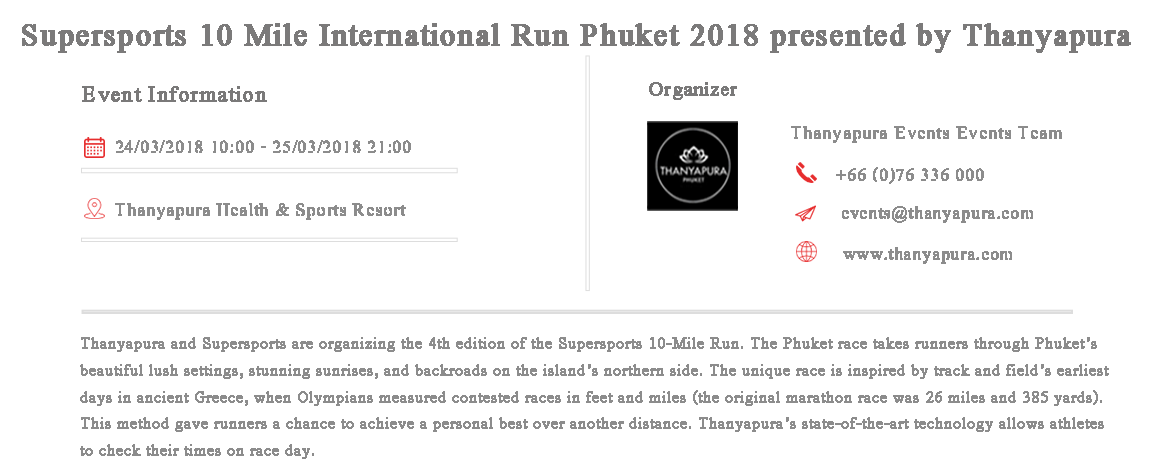 Supersports 10 Mile International Run Phuket 2018 presented by Thanyapura
Event Information
24/03/2018 10:00 - 25/03/2018 21:00
Thanyapura Health & Sports Resort
Organizer
THANYAPURA
PHUKET
Thanyapura Events Events Team
+66 (0)76 336 000
events@thanyapura.com
www.thanyapura.com
Thanyapura and Supersports are organizing the 4th edition of the Supersports 10-Mile Run. The Phuket race takes runners through Phuket's
beautiful lush settings, stunning sunrises, and backroads on the island's northern side. The unique race is inspired by track and field's earliest
days in ancient Greece, when Olympians measured contested races in feet and miles (the original marathon race was 26 miles and 385 yards).
This method gave runners a chance to achieve a personal best over another distance. Thanyapura's state-of-the-art technology allows athletes
to check their times on race day.